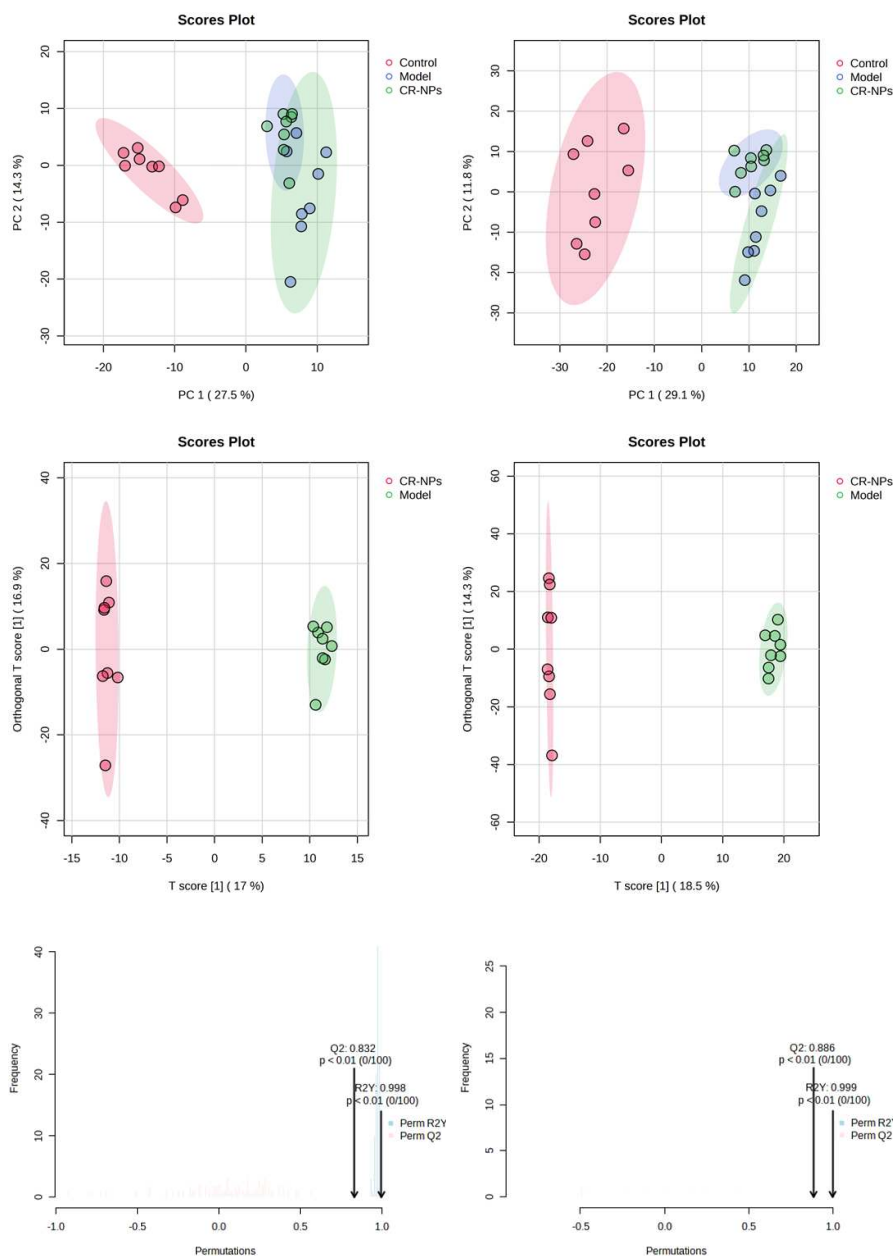 Scores Plot
20
10
0
-10
-20
-30
PC 2 ( 14.3 %)
-20
-10
0
10
PC 1 ( 27.5 %)
Control
Model
CR-NPs
Scores Plot
30
20
10
0
-10
-20
-30
PC 2 ( 11.8 %)
-30
-20
-10
0
10
20
PC 1 ( 29.1 %)
Control
Model
CR-NPs
Scores Plot
40
20
0
-20
-40
Orthogonal T score [1] ( 16.9 %)
-15
-10
-5
0
5
10
15
T score [1] ( 17 %)
CR-NPs
Model
Scores Plot
60
40
20
0
-20
-40
-60
Orthogonal T score [1] ( 14.3 %)
-20
-10
0
10
20
T score [1] ( 18.5 %)
CR-NPs
Model
40
30
20
10
0
Frequency
Q2: 0.832
p < 0.01 (0/100)
R2Y: 0.998
p < 0.01 (0/100)
Perm R2Y
Perm Q2
-1.0
-0.5
0.0
0.5
1.0
Permutations
25
20
15
10
5
0
Frequency
Q2: 0.886
p < 0.01 (0/100)
R2Y: 0.999
p < 0.01 (0/100)
Perm R2Y
Perm Q2
-0.5
0.0
0.5
1.0
Permutations